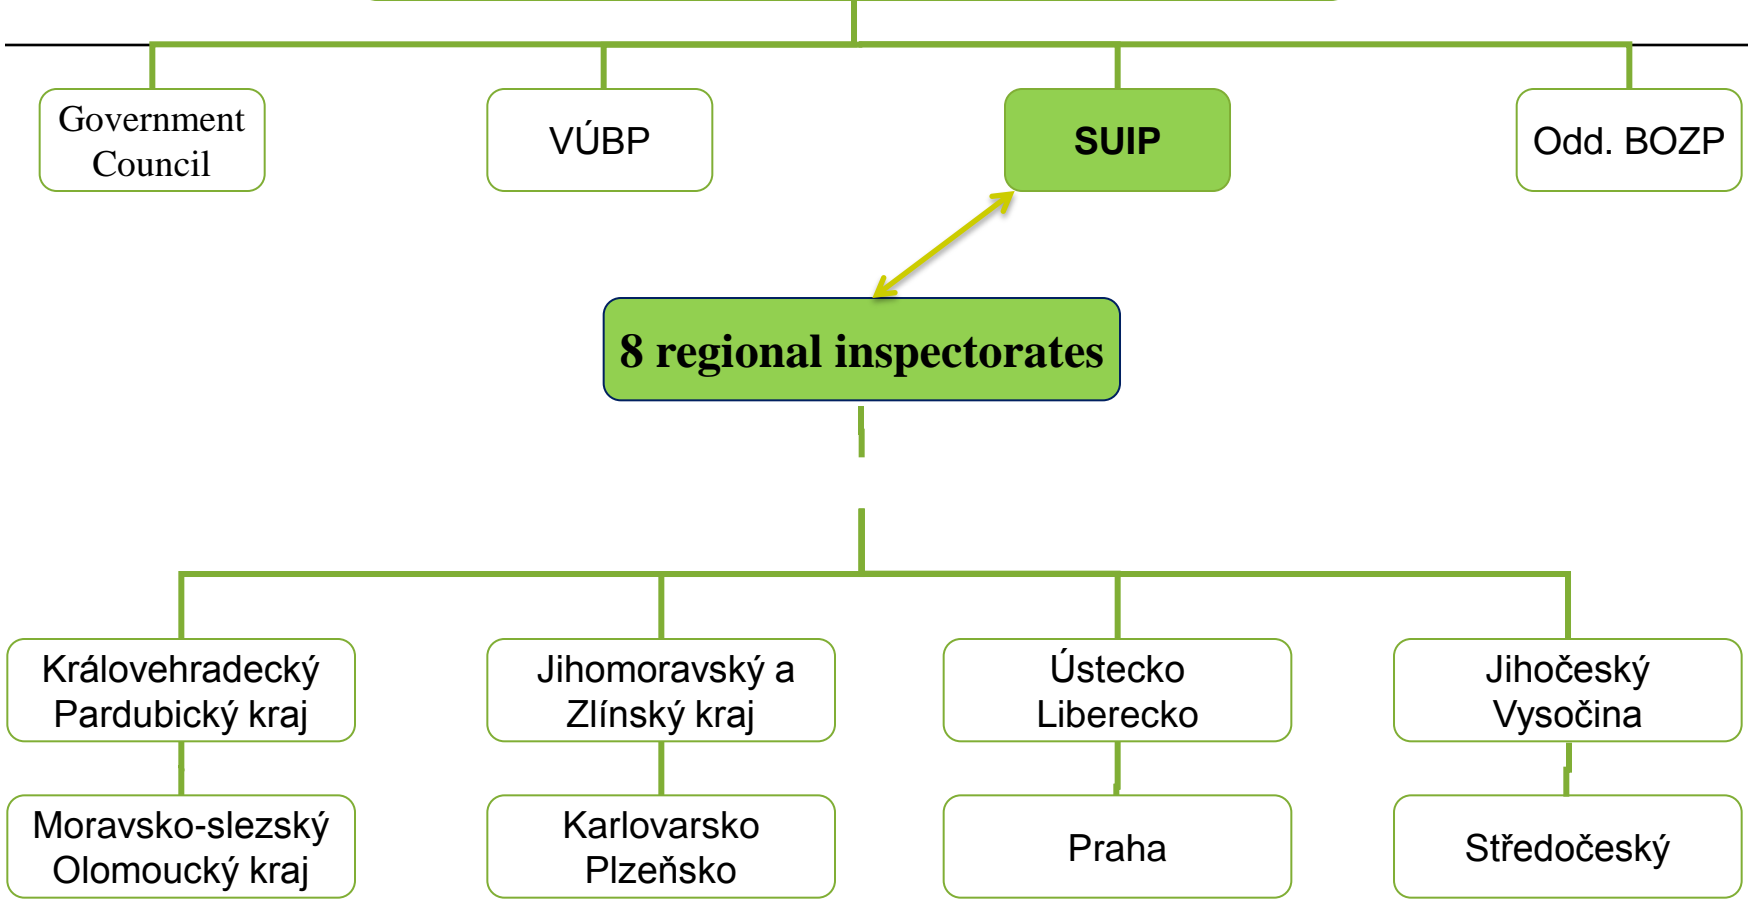 Government
Council
VÚBP
SUIP
Odd. BOZP
8 regional inspectorates
Královehradecký
Pardubický kraj
Jihomoravský a
Zlínský kraj
Ústecko
Liberecko
Jihočeský
Vysočina
Moravsko-slezský
Olomoucký kraj
Karlovarsko
Plzeňsko
Praha
Středočeský